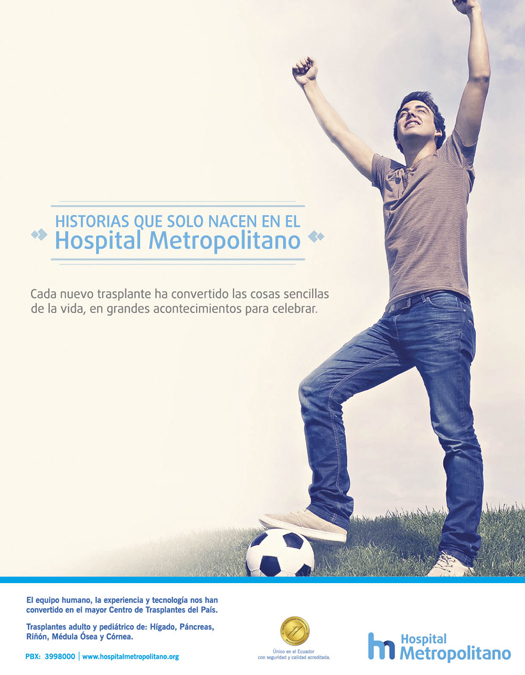 HISTORIAS QUE SOLO NACEN EN EL
Hospital Metropolitano
Cada nuevo trasplante ha convertido las cosas sencillas
de la vida, en grandes acontecimientos para celebrar.
El equipo humano, la experiencia y tecnología nos han
convertido en el mayor Centro de Trasplantes del País.
Trasplantes adulto y pediátrico de: Hígado, Páncreas,
Riñón, Médula Ósea y Córnea.
PBX: 3998000 | www.hospitalmetropolitano.org
Único en el Ecuador
con seguridad y calidad acreditada.
hm Hospital
Metropolitano